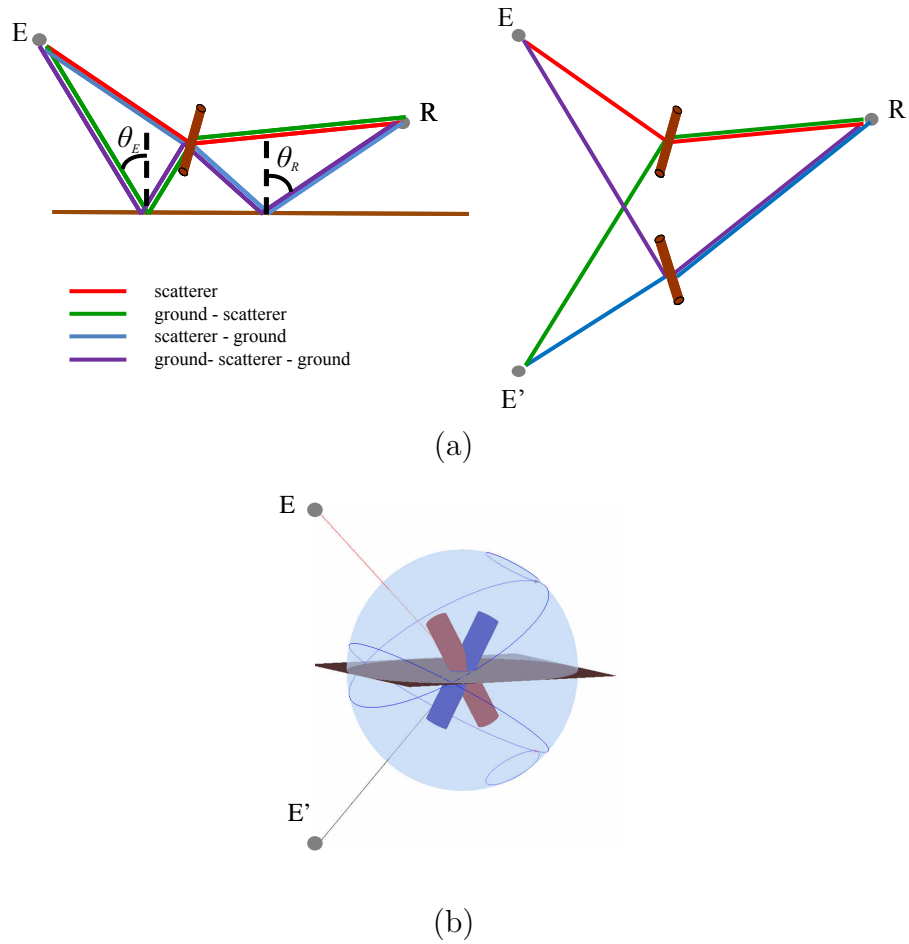 E
E
R
R
θE
θR
scatterer
ground - scatterer
scatterer - ground
ground- scatterer - ground
E'
(a)
E
E'
(b)